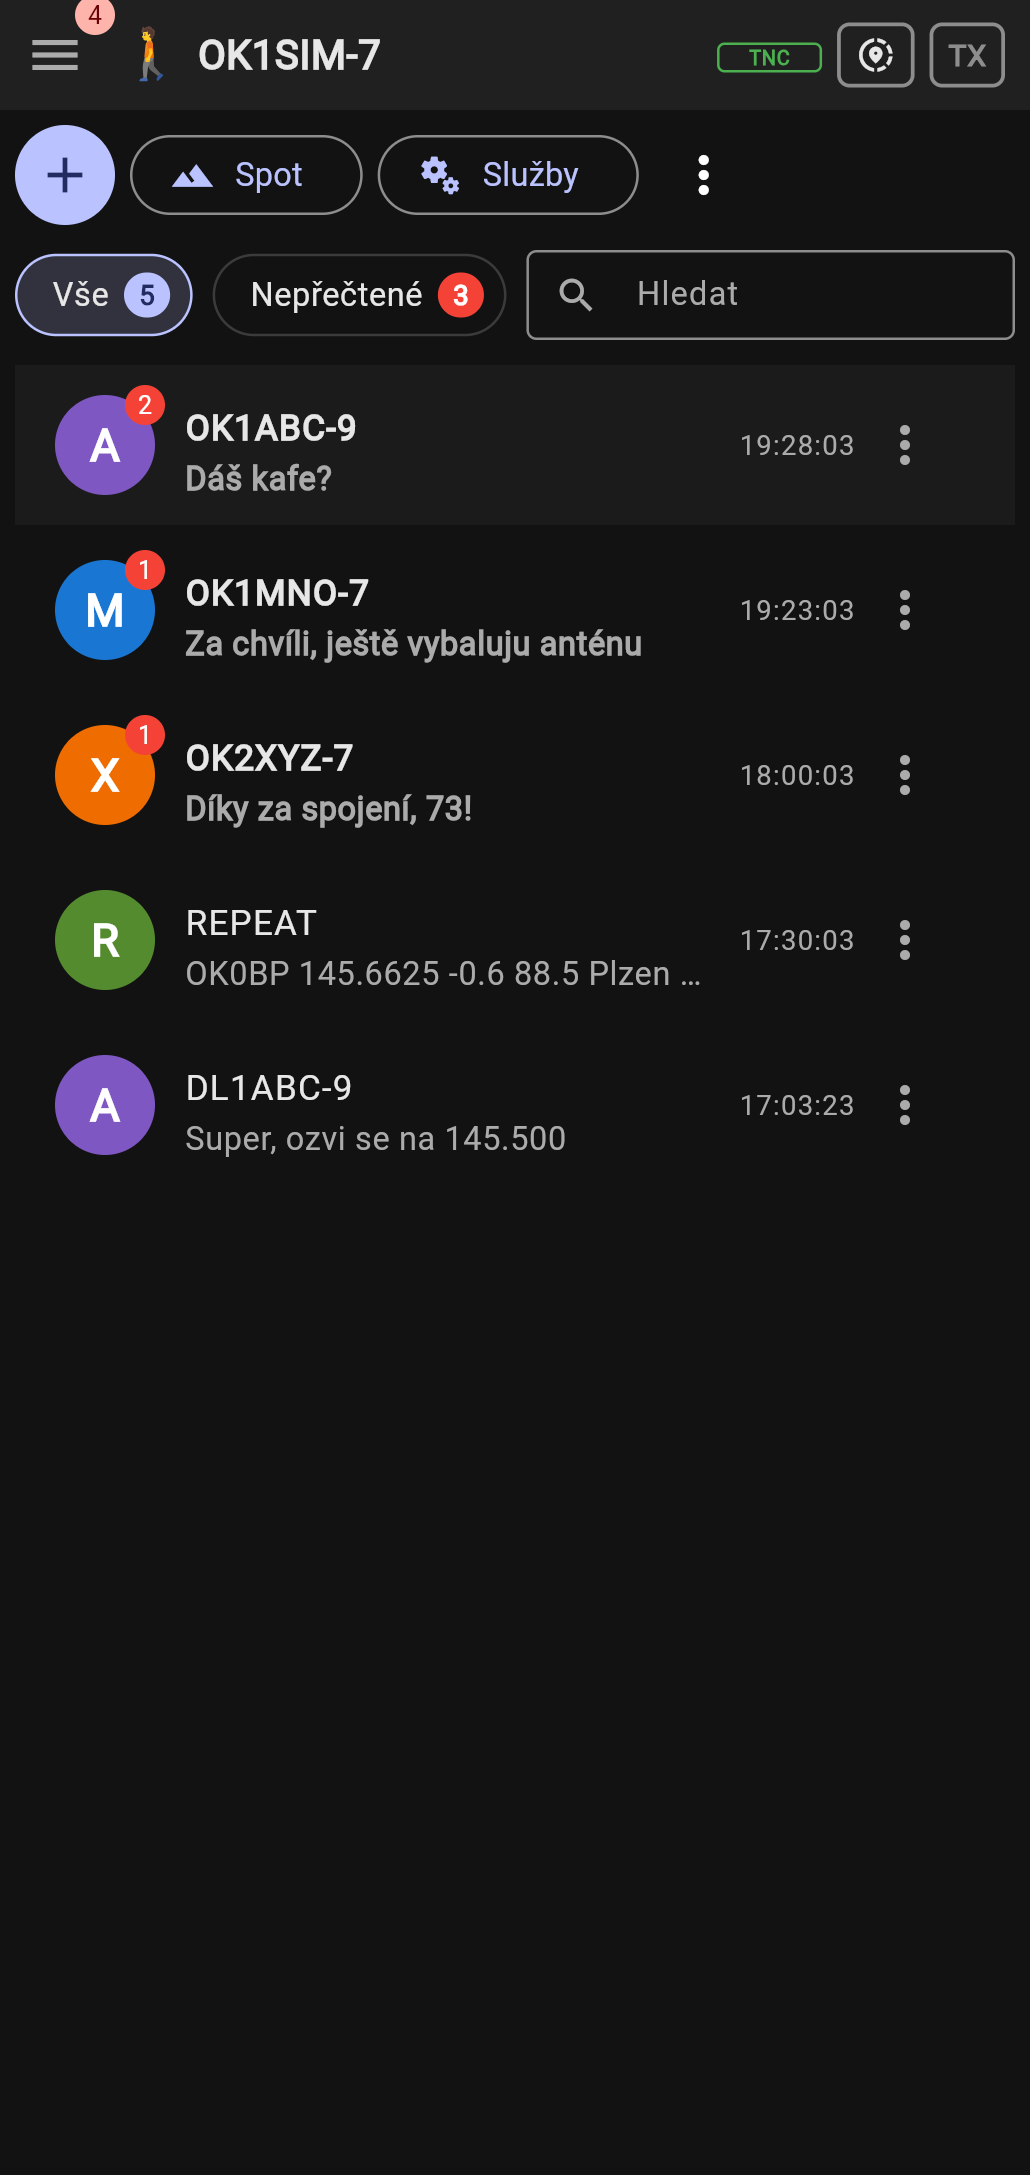 4
OK1SIM-7
TNC
TX
Spot
Služby
Vše 5
Nepřečtené 3
Hledat
A 2
OK1ABC-9
Dáš kafe?
19:28:03
M 1
OK1MNO-7
Za chvíli, ještě vybaluju anténu
19:23:03
X 1
OK2XYZ-7
Díky za spojení, 73!
18:00:03
R
REPEAT
OK0BP 145.6625 -0.6 88.5 Plzen …
17:30:03
A
DL1ABC-9
Super, ozvi se na 145.500
17:03:23